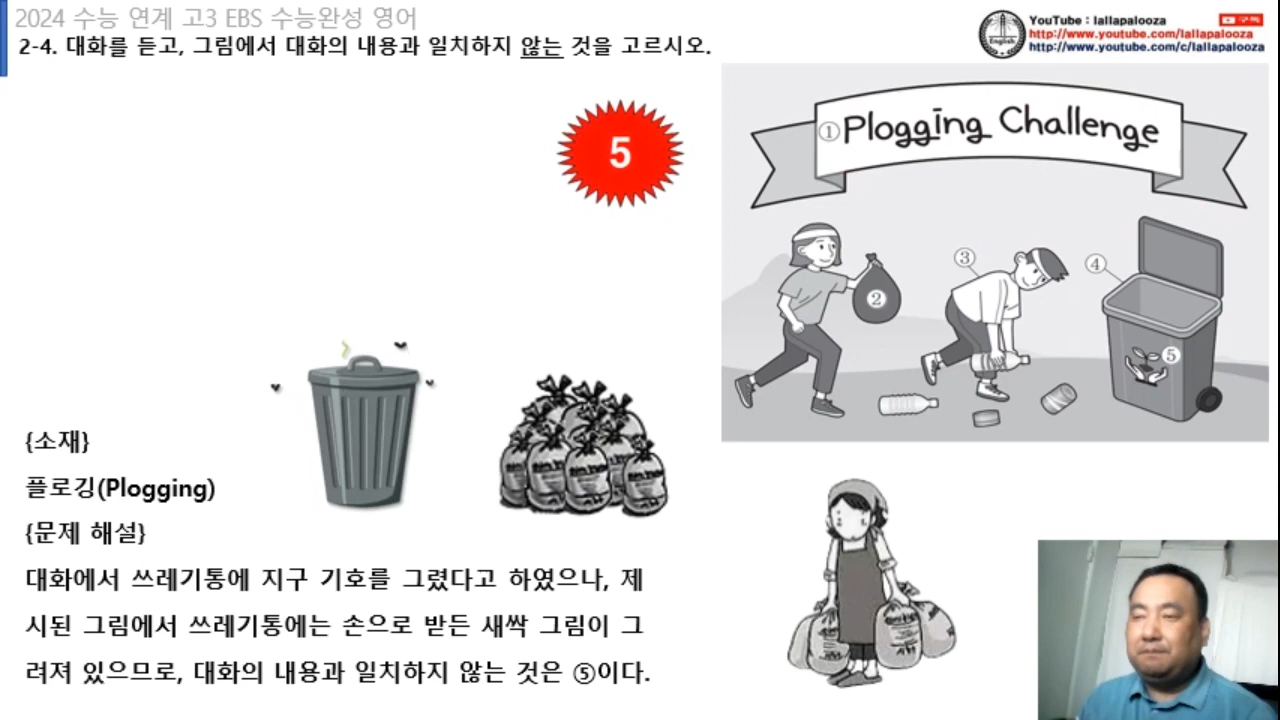 2024 수능 연계 고3 EBS 수능완성 영어
2-4. 대화를 듣고, 그림에서 대화의 내용과 일치하지 않는 것을 고르시오.
YouTube : lallapalooza
구독
http://www.youtube.com/lallapalooza
http://www.youtube.com/c/lallapalooza
English
5
① Plogging Challenge
②
③
④
⑤
{소재}
플로깅(Plogging)
{문제 해설}
대화에서 쓰레기통에 지구 기호를 그렸다고 하였으나, 제
시된 그림에서 쓰레기통에는 손으로 받든 새싹 그림이 그
려져 있으므로, 대화의 내용과 일치하지 않는 것은 ⑤이다.